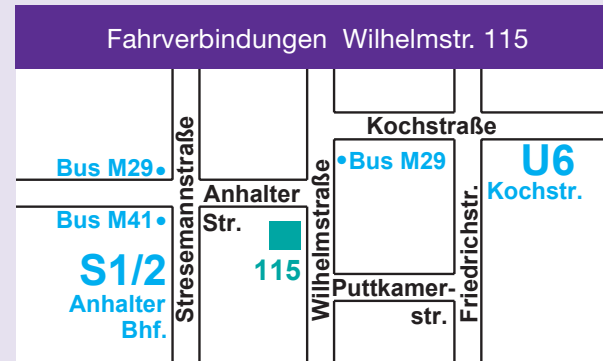 Fahrverbindungen Wilhelmstr. 115
Kochstraße
Bus M29
Bus M29
U6
Kochstr.
Stresemannstraße
Anhalter
Str.
Wilhelmstraße
Friedrichstr.
Bus M41
115
S1/2
Anhalter
Bhf.
Puttkamer-
str.